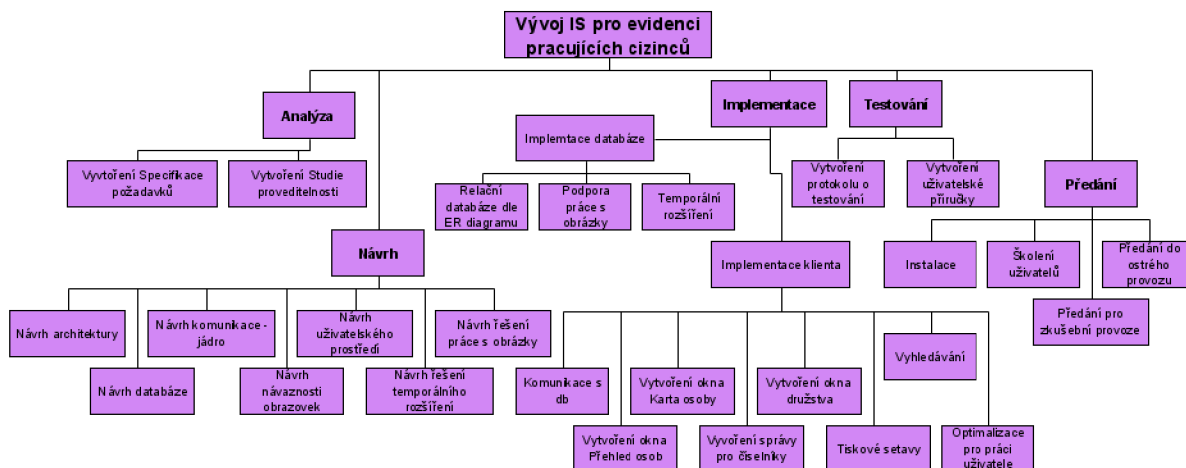 Vývoj IS pro evidenci
pracujících cizinců
Analýza
Vyvtoření Specifikace
požadavků
Vytvoření Studie
proveditelnosti
Návrh
Návrh architektury
Návrh databáze
Návrh komunikace -
jádro
Návrh
návaznosti
obrazovek
Návrh
uživatelského
prostředí
Návrh řešení
temporálního
rozšíření
Návrh řešení
práce s obrázky
Implementace
Implemtace databáze
Relační
databáze dle
ER diagramu
Podpora
práce s
obrázky
Temporální
rozšíření
Implementace klienta
Komunikace s
db
Vytvoření okna
Přehled osob
Vytvoření okna
Karta osoby
Vyvoření správy
pro číselníky
Vytvoření okna
družstva
Tiskové setavy
Vyhledávání
Optimalizace
pro práci
uživatele
Testování
Vytvoření
protokolu o
testování
Vytvoření
uživatelské
příručky
Předání
Instalace
Školení
uživatelů
Předání pro
zkušební provoze
Předání do
ostrého
provozu